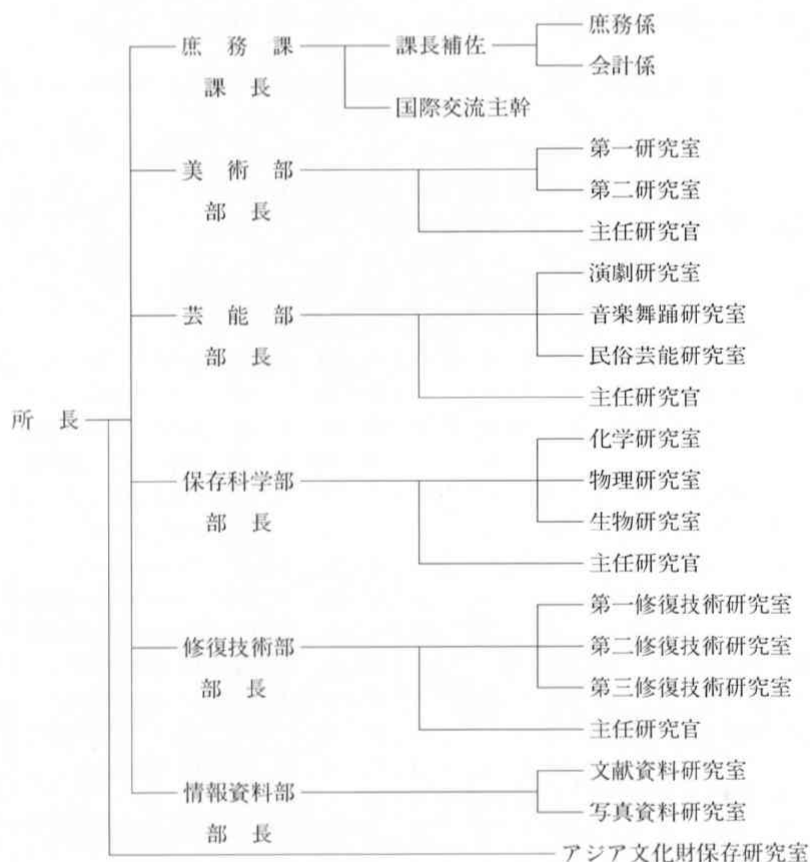 庶務係
庶務課 課長補佐
会計係
課長
国際交流主幹
第一研究室
美術部
第二研究室
部長
主任研究官
演劇研究室
芸能部 音楽舞踊研究室
部長 民俗芸能研究室
主任研究官
所長
化学研究室
保存科学部 物理研究室
部長 生物研究室
主任研究官
第一修復技術研究室
修復技術部 第二修復技術研究室
部長 第三修復技術研究室
主任研究官
文献資料研究室
情報資料部
写真資料研究室
部長
アジア文化財保存研究室